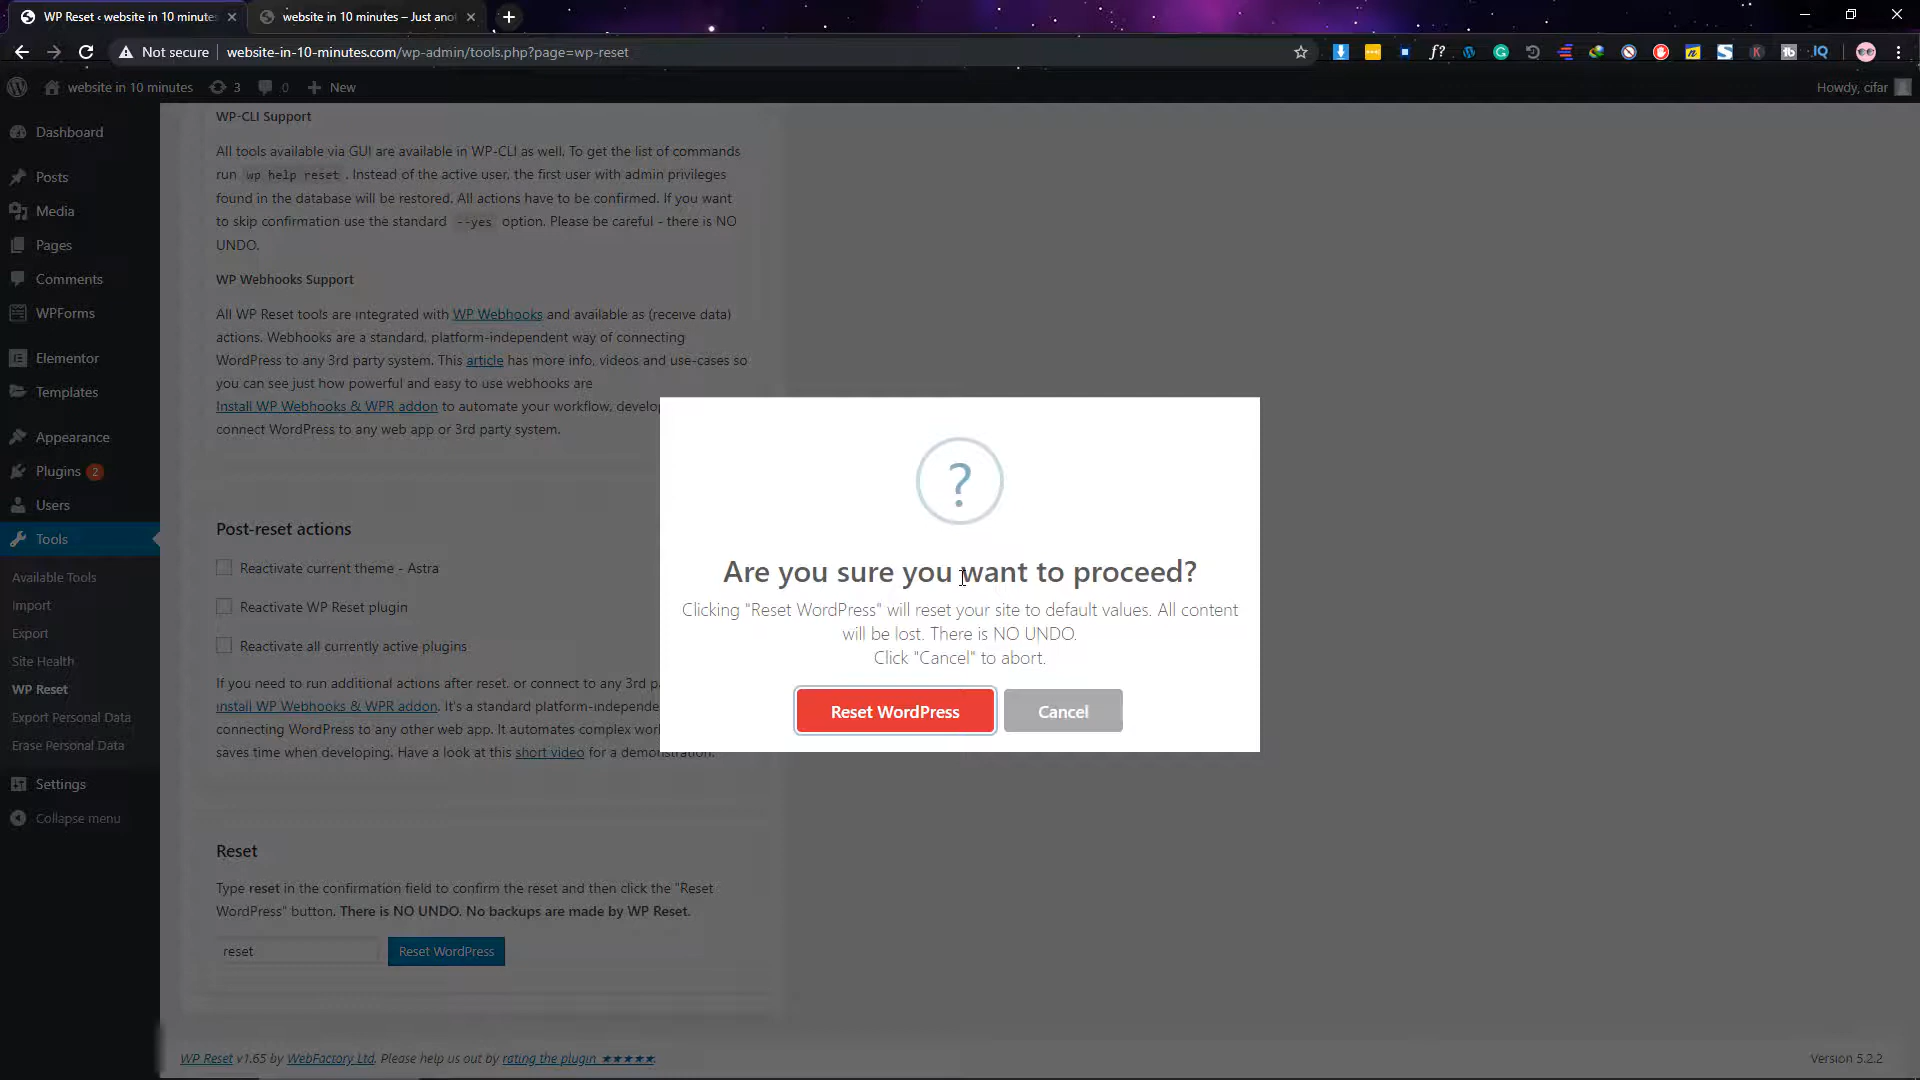 WP Reset ‹ website in 10 minutes
website in 10 minutes – Just ano
Not secure
website-in-10-minutes.com/wp-admin/tools.php?page=wp-reset
website in 10 minutes
3
0
New
Howdy, cifar
Dashboard
Posts
Media
Pages
Comments
WPForms
Elementor
Templates
Appearance
Plugins 2
Users
Tools
Available Tools
Import
Export
Site Health
WP Reset
Export Personal Data
Erase Personal Data
Settings
Collapse menu
WP-CLI Support
All tools available via GUI are available in WP-CLI as well. To get the list of commands
run wp help reset . Instead of the active user, the first user with admin privileges
found in the database will be restored. All actions have to be confirmed. If you want
to skip confirmation use the standard --yes option. Please be careful - there is NO
UNDO.
WP Webhooks Support
All WP Reset tools are integrated with WP Webhooks and available as (receive data)
actions. Webhooks are a standard, platform-independent way of connecting
WordPress to any 3rd party system. This article has more info, videos and use-cases so
you can see just how powerful and easy to use webhooks are
Install WP Webhooks & WPR addon to automate your workflow, develo
connect WordPress to any web app or 3rd party system.
Post-reset actions
Reactivate current theme - Astra
Reactivate WP Reset plugin
Reactivate all currently active plugins
If you need to run additional actions after reset, or connect to any 3rd pa
install WP Webhooks & WPR addon. It's a standard platform-independe
connecting WordPress to any other web app. It automates complex wor
saves time when developing. Have a look at this short video for a demonstration.
Reset
Type reset in the confirmation field to confirm the reset and then click the "Reset
WordPress" button. There is NO UNDO. No backups are made by WP Reset.
reset
Reset WordPress
Are you sure you want to proceed?
Clicking "Reset WordPress" will reset your site to default values. All content
will be lost. There is NO UNDO.
Click "Cancel" to abort.
Reset WordPress
Cancel
WP Reset v1.65 by WebFactory Ltd. Please help us out by rating the plugin ★★★★★
Version 5.2.2